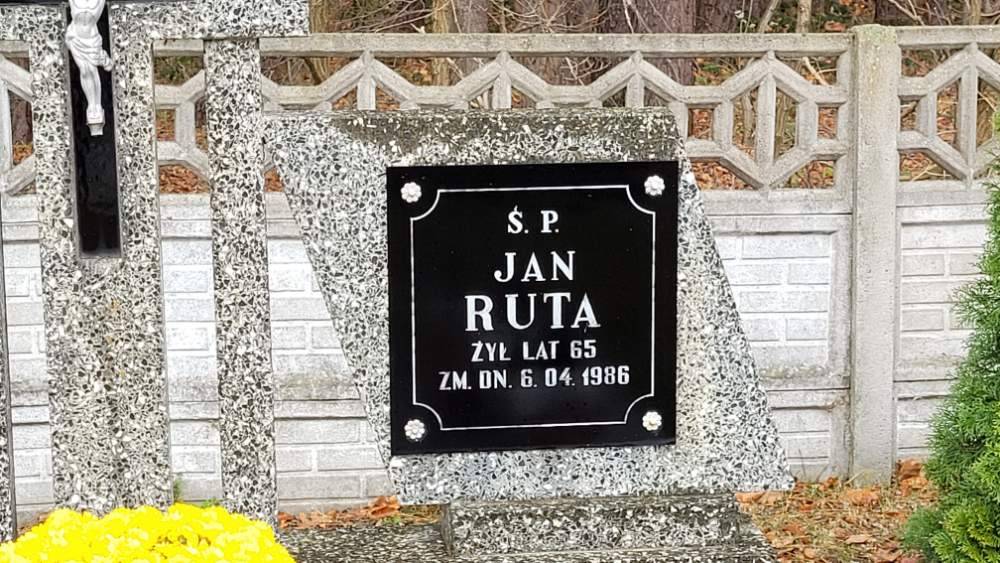 Ś. P.
JAN
RUTA
ŻYŁ LAT 65
ZM. DN. 6. 04. 1986